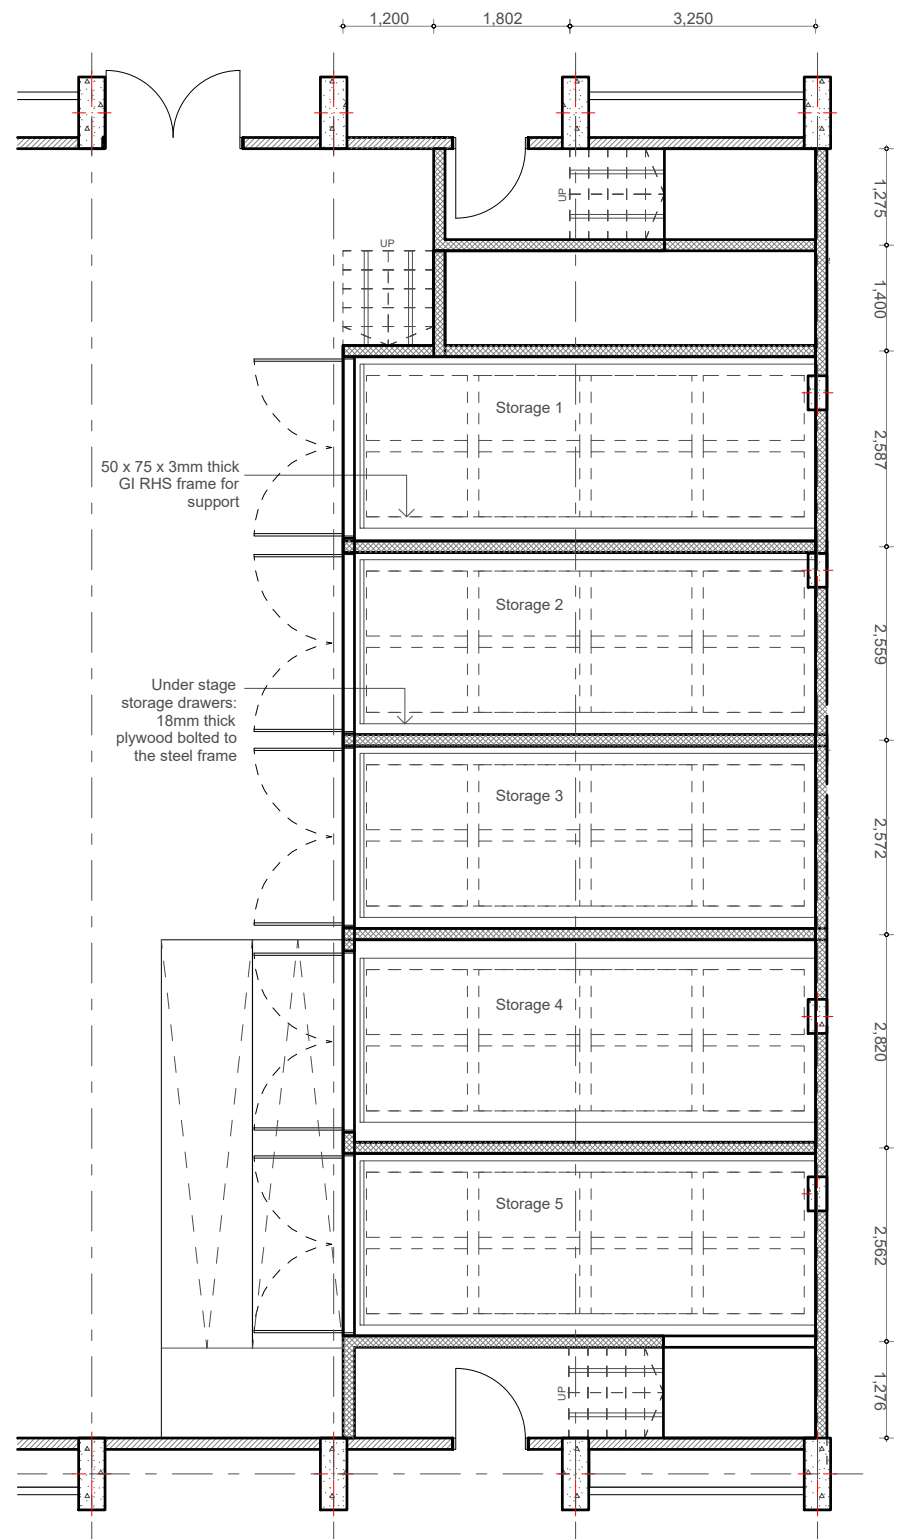 1,200
1,802
3,250
1,275
UP
UP
1,400
Storage 1
2,587
50 x 75 x 3mm thick
GI RHS frame for
support
Storage 2
2,559
Under stage
storage drawers:
18mm thick
plywood bolted to
the steel frame
Storage 3
2,572
Storage 4
2,820
Storage 5
2,562
UP
1,276